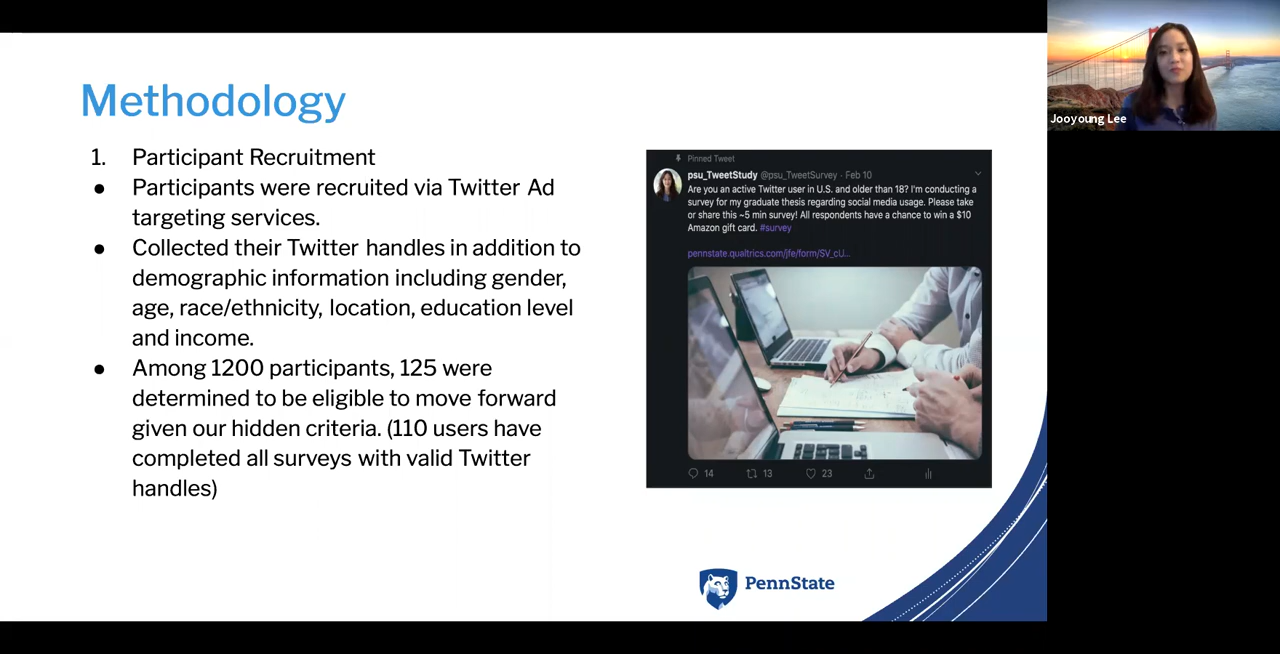 Methodology
1. Participant Recruitment
● Participants were recruited via Twitter Ad
targeting services.
● Collected their Twitter handles in addition to
demographic information including gender,
age, race/ethnicity, location, education level
and income.
● Among 1200 participants, 125 were
determined to be eligible to move forward
given our hidden criteria. (110 users have
completed all surveys with valid Twitter
handles)
Pinned Tweet
psu_TweetStudy @psu_TweetSurvey · Feb 10
Are you an active Twitter user in U.S. and older than 18? I'm conducting a
survey for my graduate thesis regarding social media usage. Please take
or share this ~5 min survey! All respondents have a chance to win a $10
Amazon gift card. #survey
pennstate.qualtrics.com/jfe/form/SV_cU...
14 13 23
PennState
Jooyoung Lee